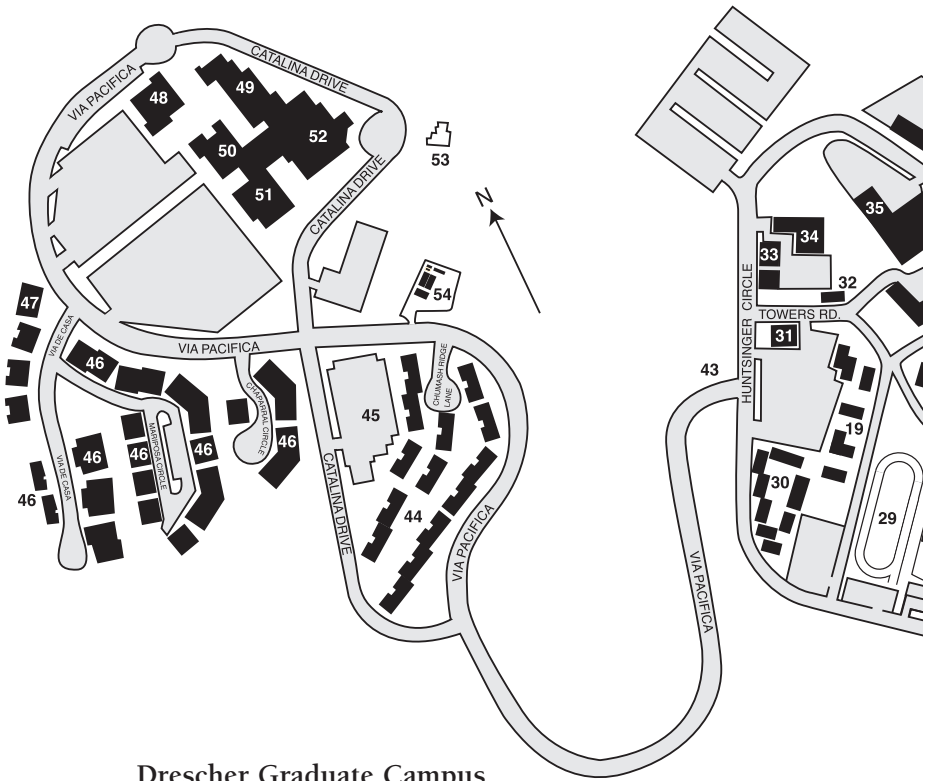 CATALINA DRIVE
VIA PACIFICA
49
48
52
50
53
51
CATALINA DRIVE
N
35
34
33
54
32
47
HUNTSINGER CIRCLE
TOWERS RD.
VIA DE CASA
31
VIA PACIFICA
46
CHUMASH RIDGE
LANE
43
CHAPARRAL CIRCLE
45
19
MARIPOSA CIRCLE
46
46
46
46
VIA DE CASA
46
30
CATALINA DRIVE
44
29
VIA PACIFICA
VIA PACIFICA
Drescher Graduate Campus